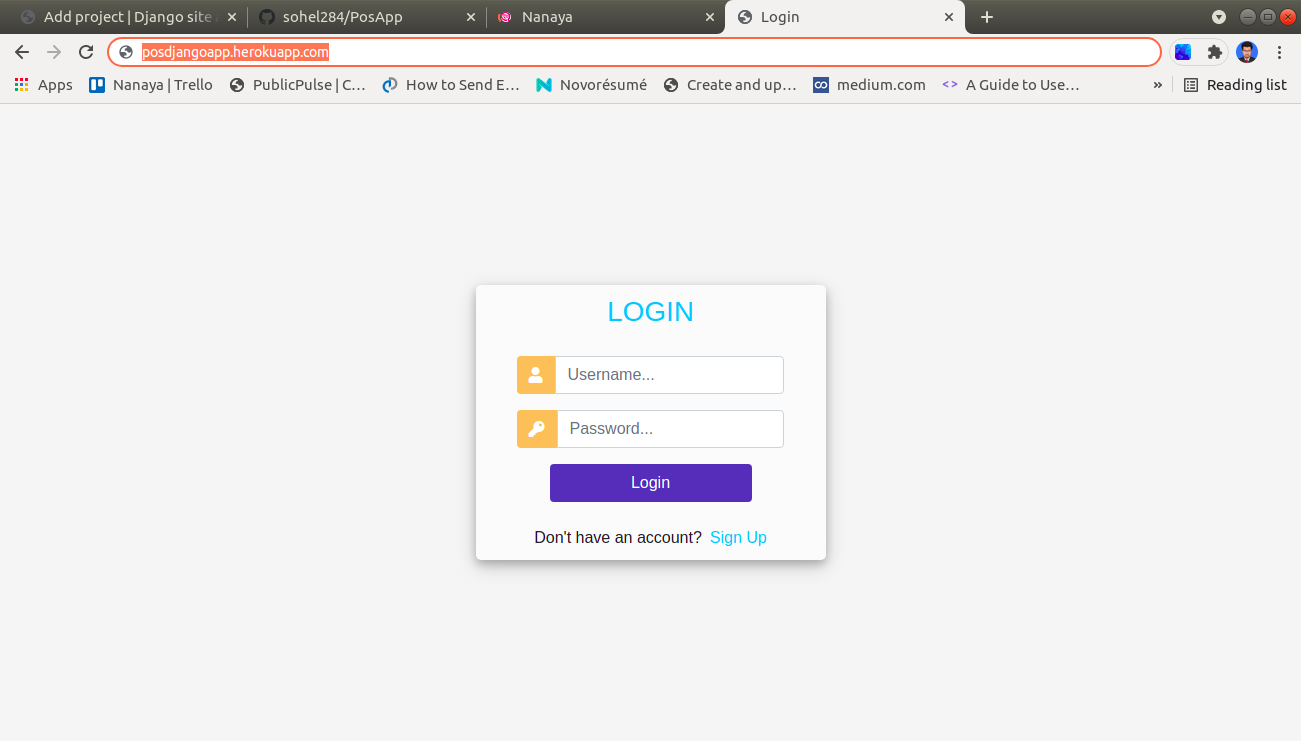 Add project | Django site
sohel284/PosApp
Nanaya
Login
posdjangoapp.herokuapp.com
Apps
Nanaya | Trello
PublicPulse | C...
How to Send E...
Novorésumé
Create and up...
medium.com
A Guide to Use...
»
Reading list
LOGIN
Username...
Password...
Login
Don't have an account? Sign Up